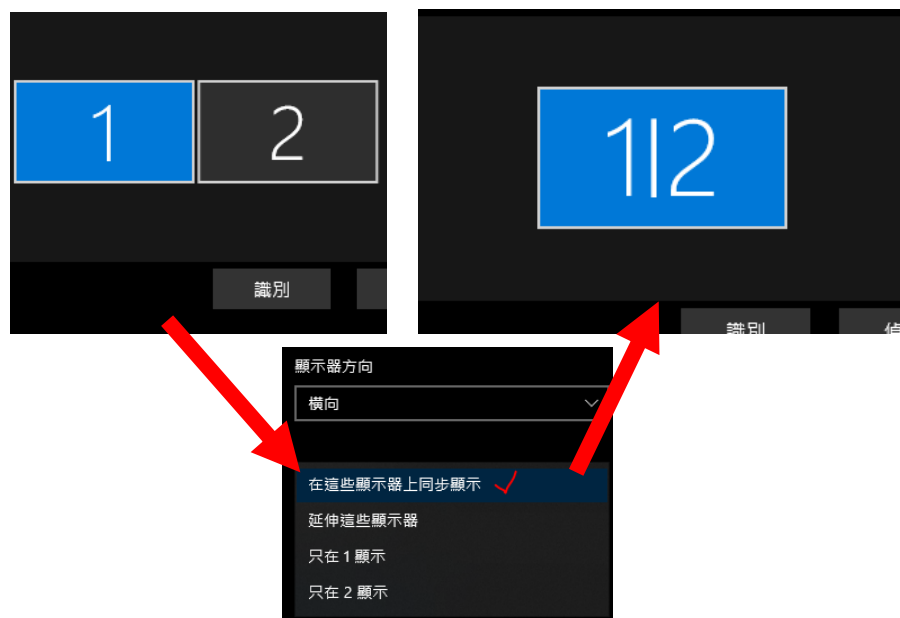 1
2
識別
1|2
識別
顯示器方向
橫向
在這些顯示器上同步顯示
延伸這些顯示器
只在 1 顯示
只在 2 顯示